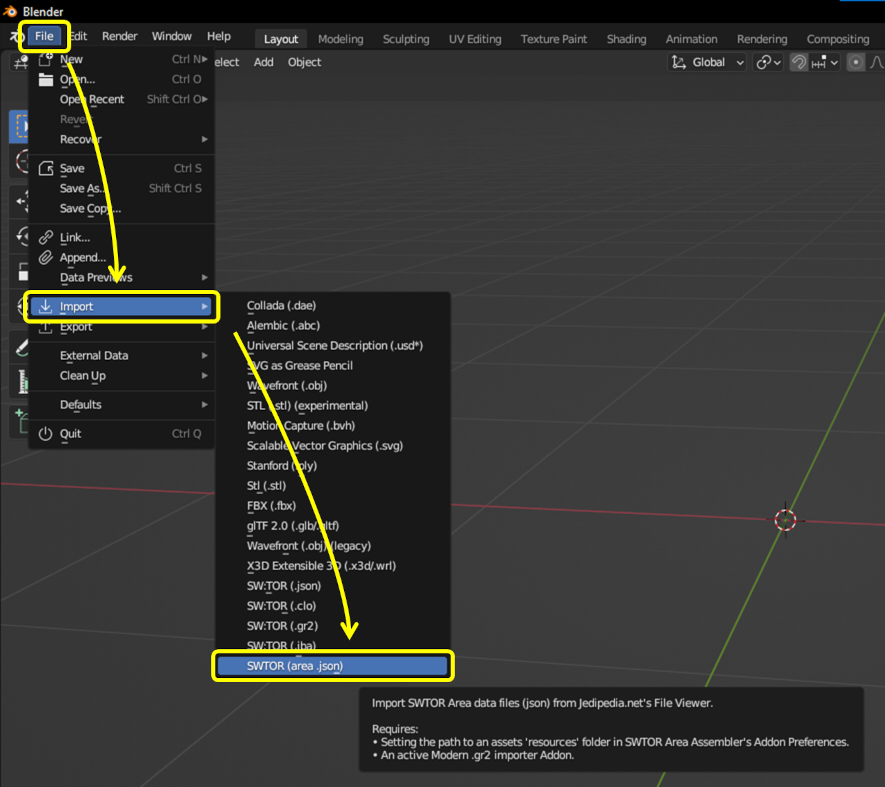 Blender
File Edit Render Window Help Layout Modeling Sculpting UV Editing Texture Paint Shading Animation Rendering Compositing
elect Add Object Global
New Ctrl N
Open... Ctrl O
Open Recent Shift Ctrl O
Revert
Recover
Save Ctrl S
Save As... Shift Ctrl S
Save Copy...
Link...
Append...
Data Previews
Import
Export
External Data
Clean Up
Defaults
Quit Ctrl Q
Collada (.dae)
Alembic (.abc)
Universal Scene Description (.usd*)
SVG as Grease Pencil
Wavefront (.obj)
STL (.stl) (experimental)
Motion Capture (.bvh)
Scalable Vector Graphics (.svg)
Stanford (.ply)
Stl (.stl)
FBX (.fbx)
glTF 2.0 (.glb/.gltf)
Wavefront (.obj) (legacy)
X3D Extensible 3D (.x3d/.wrl)
SW:TOR (.json)
SW:TOR (.clo)
SW:TOR (.gr2)
SW:TOR (.jba)
SWTOR (area .json)
Import SWTOR Area data files (json) from Jedipedia.net's File Viewer.
Requires:
• Setting the path to an assets 'resources' folder in SWTOR Area Assembler's Addon Preferences.
• An active Modern .gr2 importer Addon.